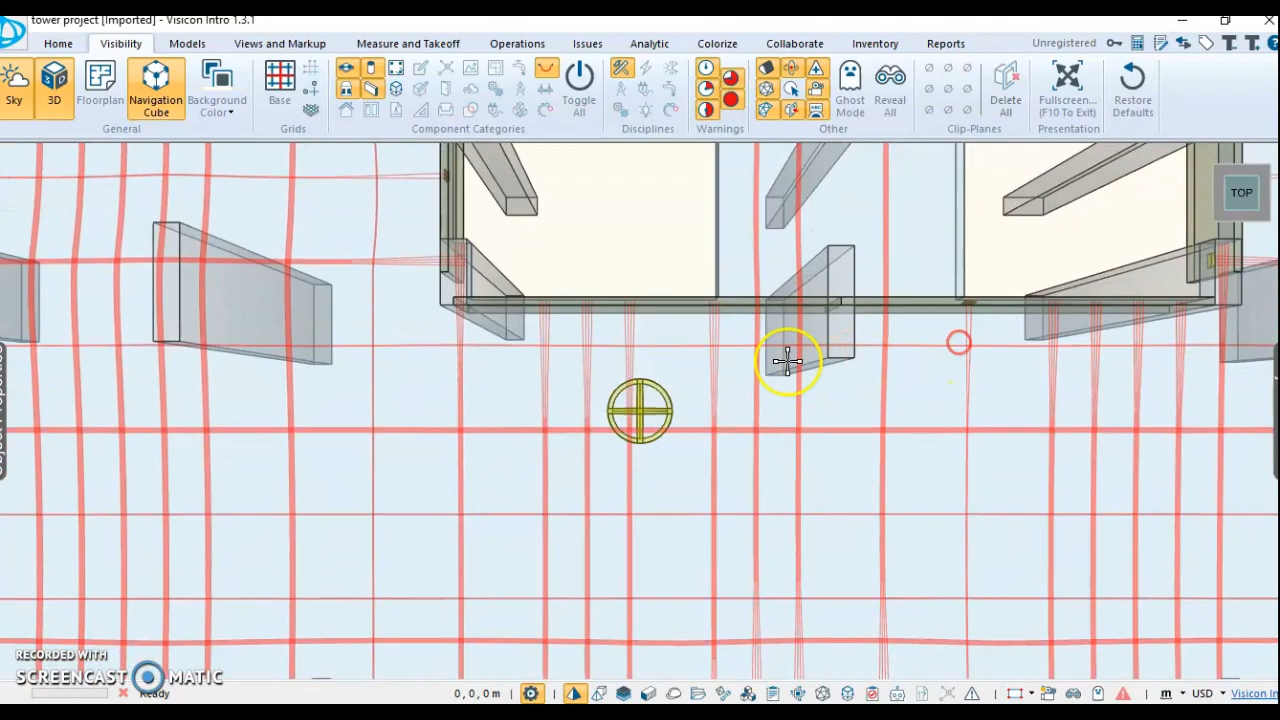 tower project [Imported] - Visicon Intro 1.3.1
Home Visibility Models Views and Markup Measure and Takeoff Operations Issues Analytic Colorize Collaborate Inventory Reports Unregistered
Sky 3D Floorplan Navigation Cube Background Color Base Toggle All Ghost Mode Reveal All Delete All Fullscreen... (F10 To Exit) Restore Defaults
General Grids Component Categories Disciplines Warnings Other Clip-Planes Presentation
TOP
Object Properties
RECORDED WITH
SCREENCAST MATIC
Ready 0, 0, 0 m m USD Visicon In